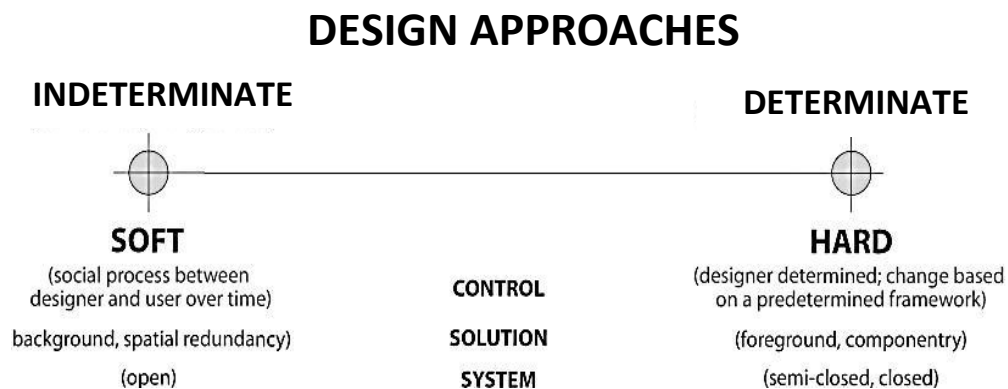 DESIGN APPROACHES
INDETERMINATE
DETERMINATE
SOFT
HARD
(social process between
designer and user over time)
CONTROL
(designer determined; change based
on a predetermined framework)
background, spatial redundancy)
SOLUTION
(foreground, componentry)
(open)
SYSTEM
(semi-closed, closed)